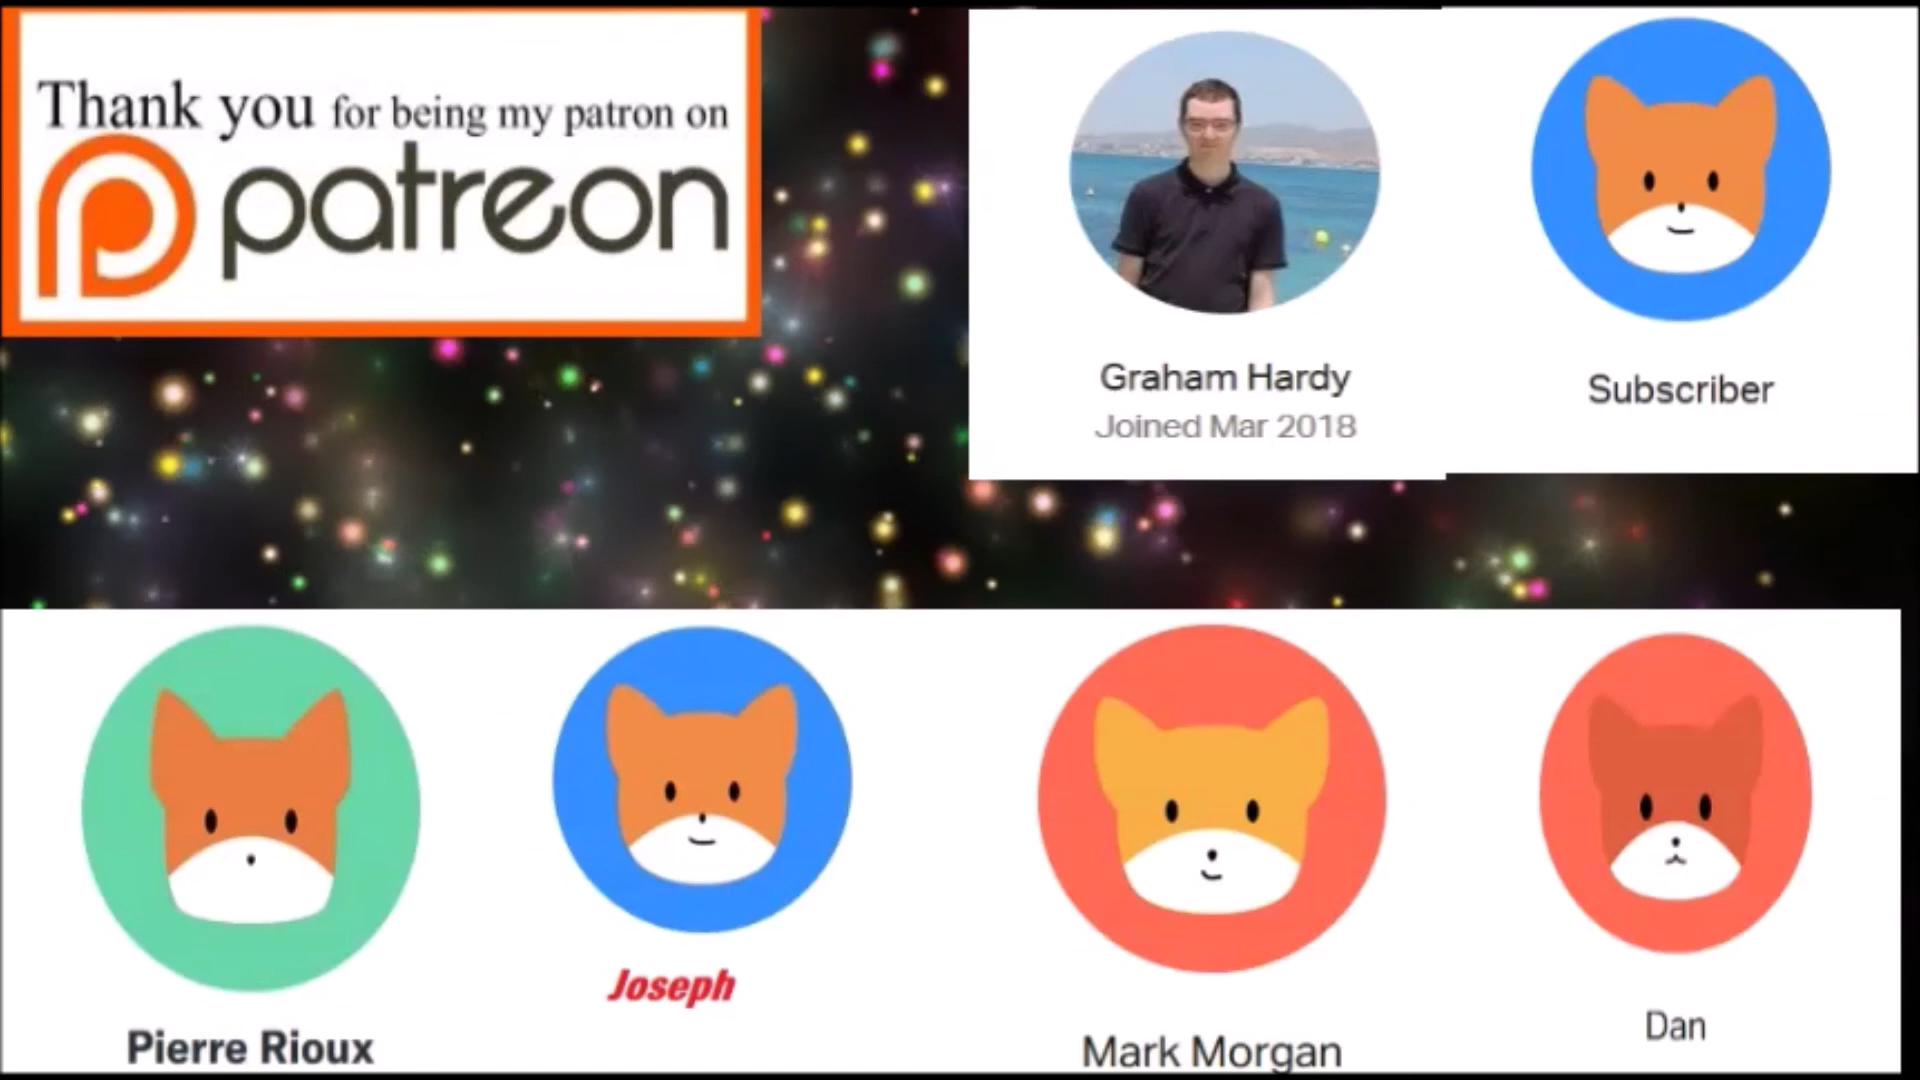 Thank you for being my patron on
patreon
Graham Hardy
Joined Mar 2018
Subscriber
Pierre Rioux
Joseph
Mark Morgan
Dan